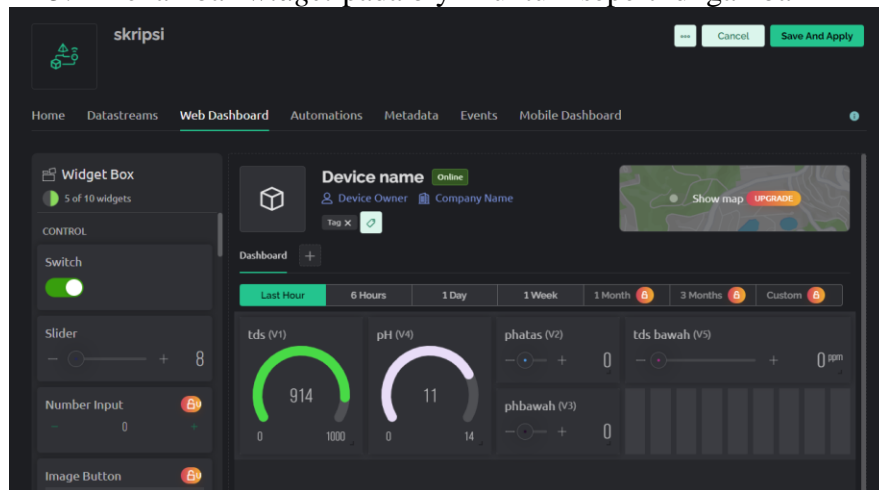 skripsi
Cancel
Save And Apply
Home Datastreams Web Dashboard Automations Metadata Events Mobile Dashboard
Widget Box
5 of 10 widgets
CONTROL
Switch
Slider
− + 8
Number Input
− 0 +
Image Button
Device name Online
Device Owner Company Name
Tag X
Show map UPGRADE
Dashboard +
Last Hour 6 Hours 1 Day 1 Week 1 Month 3 Months Custom
tds (V1)
914
0 1000
pH (V4)
11
0 14
phatas (V2)
− + 0
phbawah (V3)
− + 0
tds bawah (V5)
− + 0 ppm